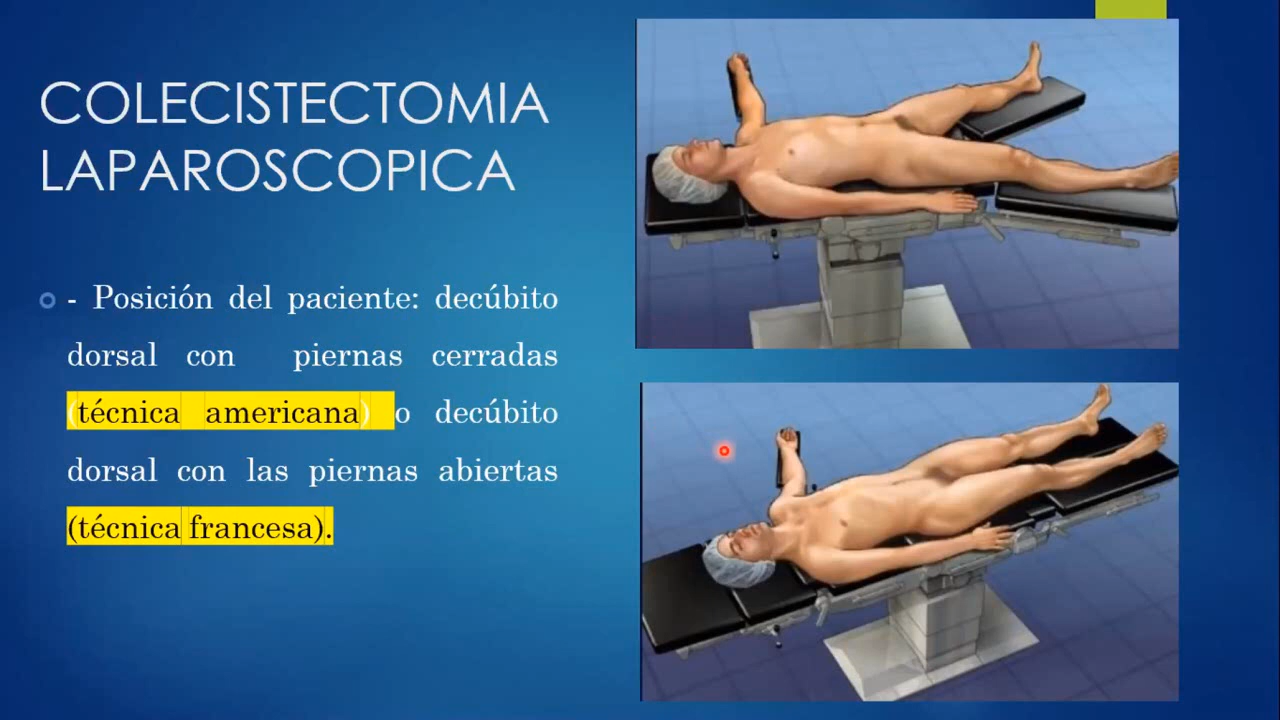 COLECISTECTOMIA
LAPAROSCOPICA
- Posición del paciente: decúbito
dorsal con piernas cerradas
(técnica americana) o decúbito
dorsal con las piernas abiertas
(técnica francesa).